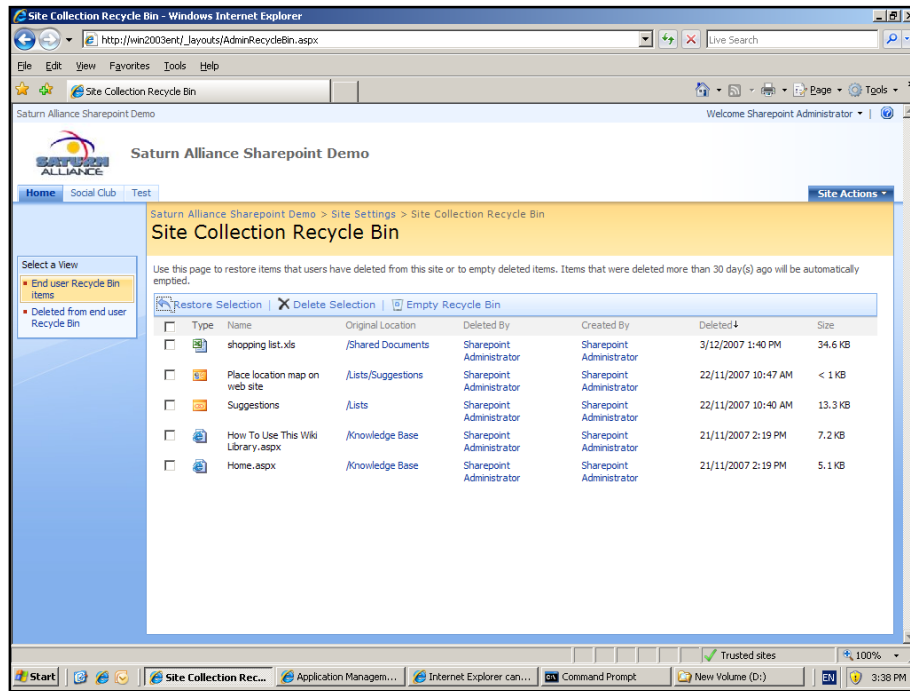 Site Collection Recycle Bin - Windows Internet Explorer
http://win2003ent/_layouts/AdminRecycleBin.aspx
Live Search
File Edit View Favorites Tools Help
Site Collection Recycle Bin
Page Tools
Saturn Alliance Sharepoint Demo
Welcome Sharepoint Administrator
SATURN
ALLIANCE
Saturn Alliance Sharepoint Demo
Home Social Club Test
Site Actions
Saturn Alliance Sharepoint Demo > Site Settings > Site Collection Recycle Bin
Site Collection Recycle Bin
Select a View
End user Recycle Bin
items
Deleted from end user
Recycle Bin
Use this page to restore items that users have deleted from this site or to empty deleted items. Items that were deleted more than 30 day(s) ago will be automatically
emptied.
Restore Selection | Delete Selection | Empty Recycle Bin
Type Name Original Location Deleted By Created By Deleted Size
shopping list.xls /Shared Documents Sharepoint Sharepoint 3/12/2007 1:40 PM 34.6 KB
Administrator Administrator
Place location map on /Lists/Suggestions Sharepoint Sharepoint 22/11/2007 10:47 AM < 1 KB
web site Administrator Administrator
Suggestions /Lists Sharepoint Sharepoint 22/11/2007 10:40 AM 13.3 KB
Administrator Administrator
How To Use This Wiki /Knowledge Base Sharepoint Sharepoint 21/11/2007 2:19 PM 7.2 KB
Library.aspx Administrator Administrator
Home.aspx /Knowledge Base Sharepoint Sharepoint 21/11/2007 2:19 PM 5.1 KB
Administrator Administrator
Trusted sites 100%
Start Site Collection Rec... Application Managem... Internet Explorer can... Command Prompt New Volume (D:) EN 3:38 PM